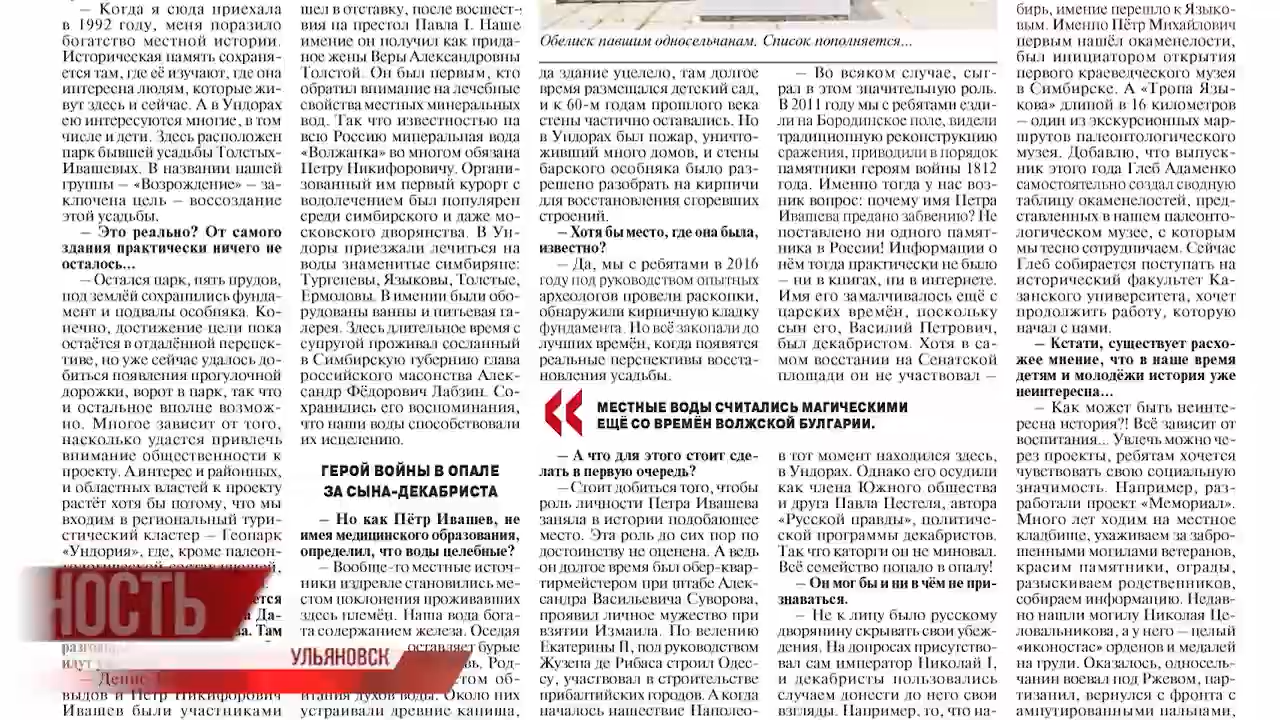 — Когда я сюда приехала
в 1992 году, меня поразило
богатство местной истории.
Историческая память сохраня-
ется там, где её изучают, где она
интересна людям, которые жи-
вут здесь и сейчас. А в Ундорах
ею интересуются многие, в том
числе и дети. Здесь расположен
парк бывшей усадьбы Толстых-
Ивашевых. В названии нашей
группы — «Возрождение» — за-
ключена цель — воссоздание
этой усадьбы.
— Это реально? От самого
здания практически ничего не
осталось...
— Остался парк, пять прудов,
под землёй сохранились фунда-
мент и подвалы особняка. Ко-
нечно, достижение цели пока
остаётся в отдалённой перспек-
тиве, но уже сейчас удалось до-
биться появления прогулочной
дорожки, ворот в парк, так что
и остальное вполне возмож-
но. Многое зависит от того,
насколько удастся привлечь
внимание общественности к
проекту. А интерес и районных,
и областных властей к проекту
растёт хотя бы потому, что мы
входим в региональный тури-
стический кластер — Геопарк
«Ундория», где, кроме палеон-
ется
Да-
ва. Там
— Денис
выдов и Пётр Никифорович
Ивашев были участниками
шел в отставку, после восшест-
вия на престол Павла I. Наше
имение он получил как прида-
ное жены Веры Александровны
Толстой. Он был первым, кто
обратил внимание на лечебные
свойства местных минеральных
вод. Так что известностью на
всю Россию минеральная вода
«Волжанка» во многом обязана
Петру Никифоровичу. Органи-
зованный им первый курорт с
водолечением был популярен
среди симбирского и даже мо-
сковского дворянства. В Ун-
доры приезжали лечиться на
воды знаменитые симбиряне:
Тургеневы, Языковы, Толстые,
Ермоловы. В имении были обо-
рудованы ванны и питьевая га-
лерея. Здесь длительное время с
супругой проживал сосланный
в Симбирскую губернию глава
российского масонства Алек-
сандр Фёдорович Лабзин. Со-
хранились его воспоминания,
что наши воды способствовали
их исцелению.
ГЕРОЙ ВОЙНЫ В ОПАЛЕ
ЗА СЫНА-ДЕКАБРИСТА
— Но как Пётр Ивашев, не
имея медицинского образования,
определил, что воды целебные?
— Вообще-то местные источ-
ники издревле становились ме-
стом поклонения проживавших
здесь племён. Наша вода бога-
та содержанием железа. Оседая
оставляет бурые
Род-
том оби-
тания духов воды. Около них
устраивали древние капища,
Обелиск павшим односельчанам. Список пополняется...
да здание уцелело, там долгое
время размещался детский сад,
и к 60-м годам прошлого века
стены частично оставались. Но
в Ундорах был пожар, уничто-
живший много домов, и стены
барского особняка было раз-
решено разобрать на кирпичи
для восстановления сгоревших
строений.
— Хотя бы место, где она была,
известно?
— Да, мы с ребятами в 2016
году под руководством опытных
археологов провели раскопки,
обнаружили кирпичную кладку
фундамента. Но всё закопали до
лучших времён, когда появятся
реальные перспективы восста-
новления усадьбы.
— Во всяком случае, сыг-
рал в этом значительную роль.
В 2011 году мы с ребятами езди-
ли на Бородинское поле, видели
традиционную реконструкцию
сражения, приводили в порядок
памятники героям войны 1812
года. Именно тогда у нас воз-
ник вопрос: почему имя Петра
Ивашева предано забвению? Не
поставлено ни одного памят-
ника в России! Информации о
нём тогда практически не было
— ни в книгах, ни в интернете.
Имя его замалчивалось ещё с
царских времён, поскольку
сын его, Василий Петрович,
был декабристом. Хотя в са-
мом восстании на Сенатской
площади он не участвовал —
МЕСТНЫЕ ВОДЫ СЧИТАЛИСЬ МАГИЧЕСКИМИ
ЕЩЁ СО ВРЕМЁН ВОЛЖСКОЙ БУЛГАРИИ.
— А что для этого стоит сде-
лать в первую очередь?
— Стоит добиться того, чтобы
роль личности Петра Ивашева
заняла в истории подобающее
место. Эта роль до сих пор по
достоинству не оценена. А ведь
он долгое время был обер-квар-
тирмейстером при штабе Алек-
сандра Васильевича Суворова,
проявил личное мужество при
взятии Измаила. По велению
Екатерины II, под руководством
Жузепа де Рибаса строил Одес-
су, участвовал в строительстве
прибалтийских городов. А когда
началось нашествие Наполео-
в тот момент находился здесь,
в Ундорах. Однако его осудили
как члена Южного общества
и друга Павла Пестеля, автора
«Русской правды», политиче-
ской программы декабристов.
Так что каторги он не миновал.
Всё семейство попало в опалу!
— Он мог бы и ни в чём не при-
знаваться.
— Не к лицу было русскому
дворянину скрывать свои убеж-
дения. На допросах присутство-
вал сам император Николай I,
и декабристы пользовались
случаем донести до него свои
взгляды. Например, то, что на-
бирь, имение перешло к Языко-
вым. Именно Пётр Михайлович
первым нашёл окаменелости,
был инициатором открытия
первого краеведческого музея
в Симбирске. А «Тропа Язы-
кова» длиной в 16 километров
— один из экскурсионных мар-
шрутов палеонтологического
музея. Добавлю, что выпуск-
ник этого года Глеб Адаменко
самостоятельно создал сводную
таблицу окаменелостей, пред-
ставленных в нашем палеонто-
логическом музее, с которым
мы тесно сотрудничаем. Сейчас
Глеб собирается поступать на
исторический факультет Ка-
занского университета, хочет
продолжить работу, которую
начал с нами.
— Кстати, существует расхо-
жее мнение, что в наше время
детям и молодёжи история уже
неинтересна...
— Как может быть неинте-
ресна история?! Всё зависит от
воспитания... Увлечь можно че-
рез проекты, ребятам хочется
чувствовать свою социальную
значимость. Например, раз-
работали проект «Мемориал».
Много лет ходим на местное
кладбище, ухаживаем за забро-
шенными могилами ветеранов,
красим памятники, ограды,
разыскиваем родственников,
собираем информацию. Недав-
но нашли могилу Николая Це-
ловальникова, а у него — целый
«иконостас» орденов и медалей
на груди. Оказалось, односель-
чанин воевал под Ржевом, пар-
тизанил, вернулся с фронта с
ампутированными пальцами,
НОСТЬ
УЛЬЯНОВСК